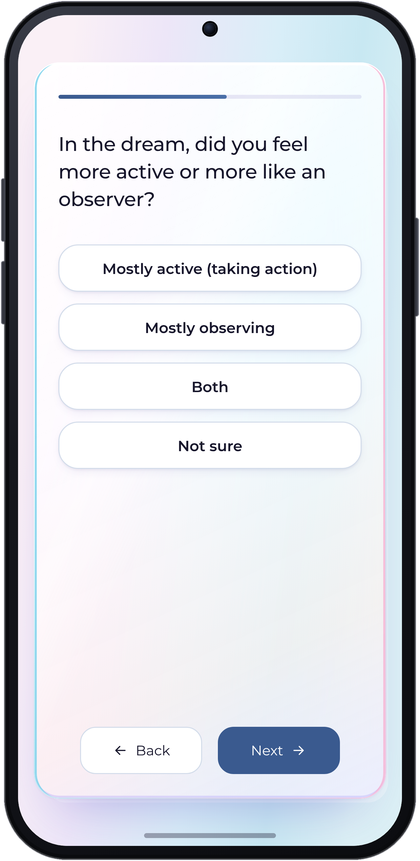 In the dream, did you feel
more active or more like an
observer?
Mostly active (taking action)
Mostly observing
Both
Not sure
← Back
Next →